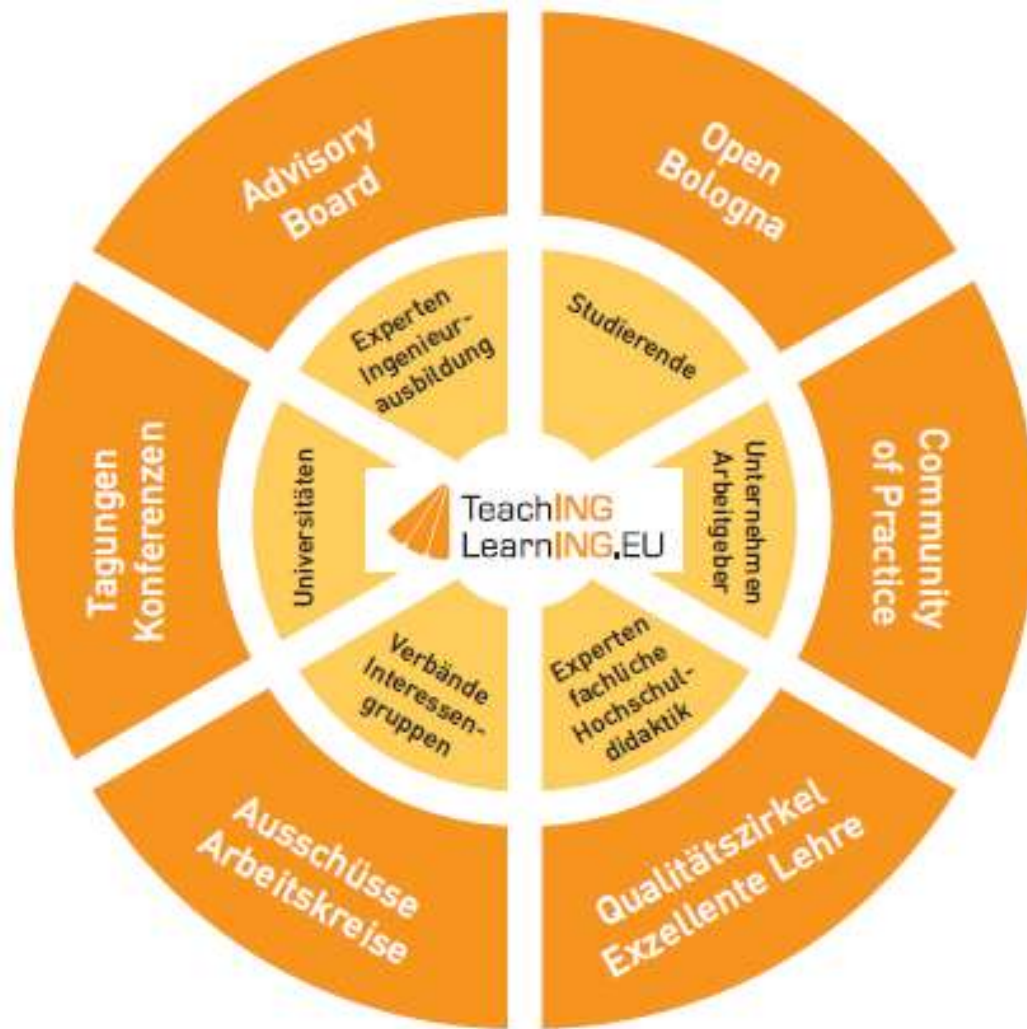 Advisory
Board
Open
Bologna
Experten
Ingenieur-
ausbildung
Studierende
Tagungen
Konferenzen
Universitäten
TeachING
LearnING.EU
Unternehmen
Arbeitgeber
Community
of Practice
Verbände
Interessen-
gruppen
Experten
fachliche
Hochschul-
didaktik
Ausschüsse
Arbeitskreise
Qualitätszirkel
Exzellente Lehre